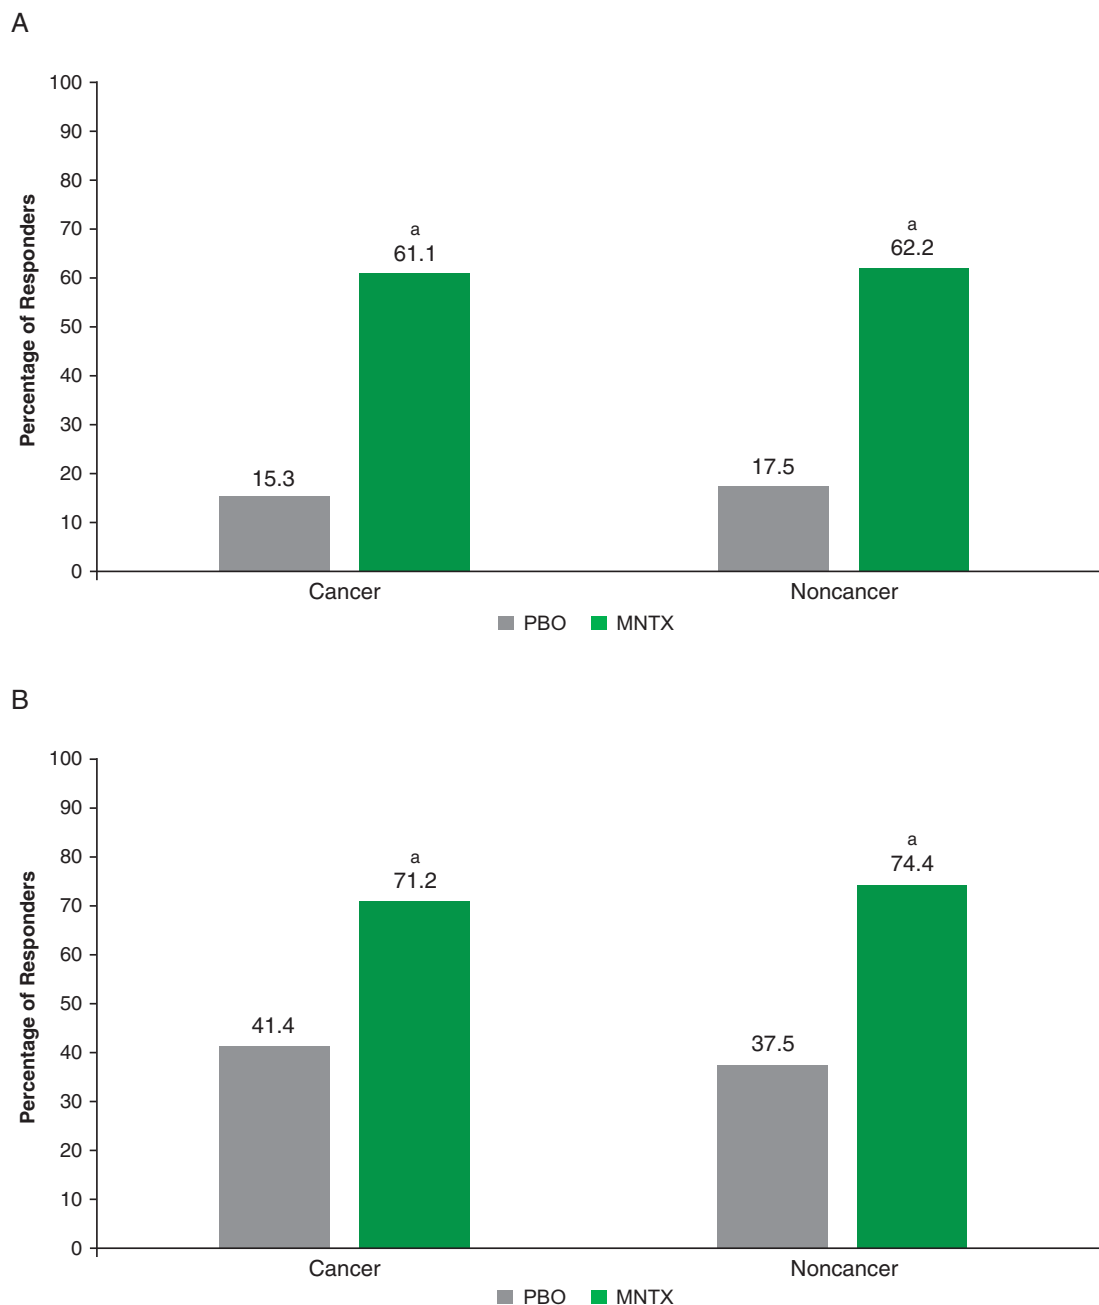 A
Percentage of Responders
100
90
80
70
60
50
40
30
20
10
0
15.3
a
61.1
17.5
a
62.2
Cancer
Noncancer
PBO MNTX
B
Percentage of Responders
100
90
80
70
60
50
40
30
20
10
0
41.4
a
71.2
37.5
a
74.4
Cancer
Noncancer
PBO MNTX